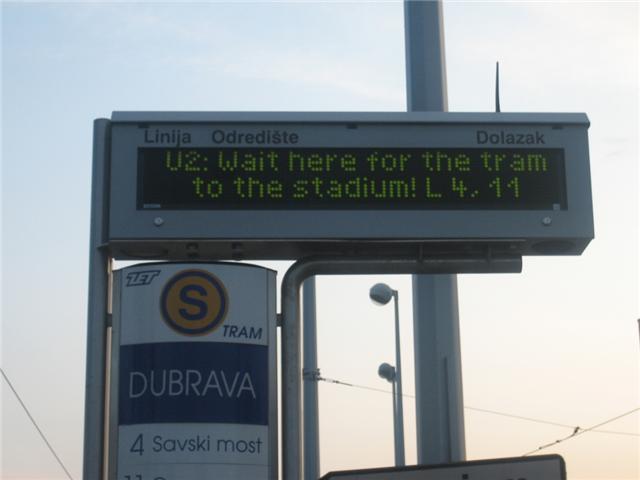 Linija Odredište Dolazak
U2: Wait here for the tram
to the stadium! L 4, 11
ZET
S
TRAM
DUBRAVA
4 Savski most
11